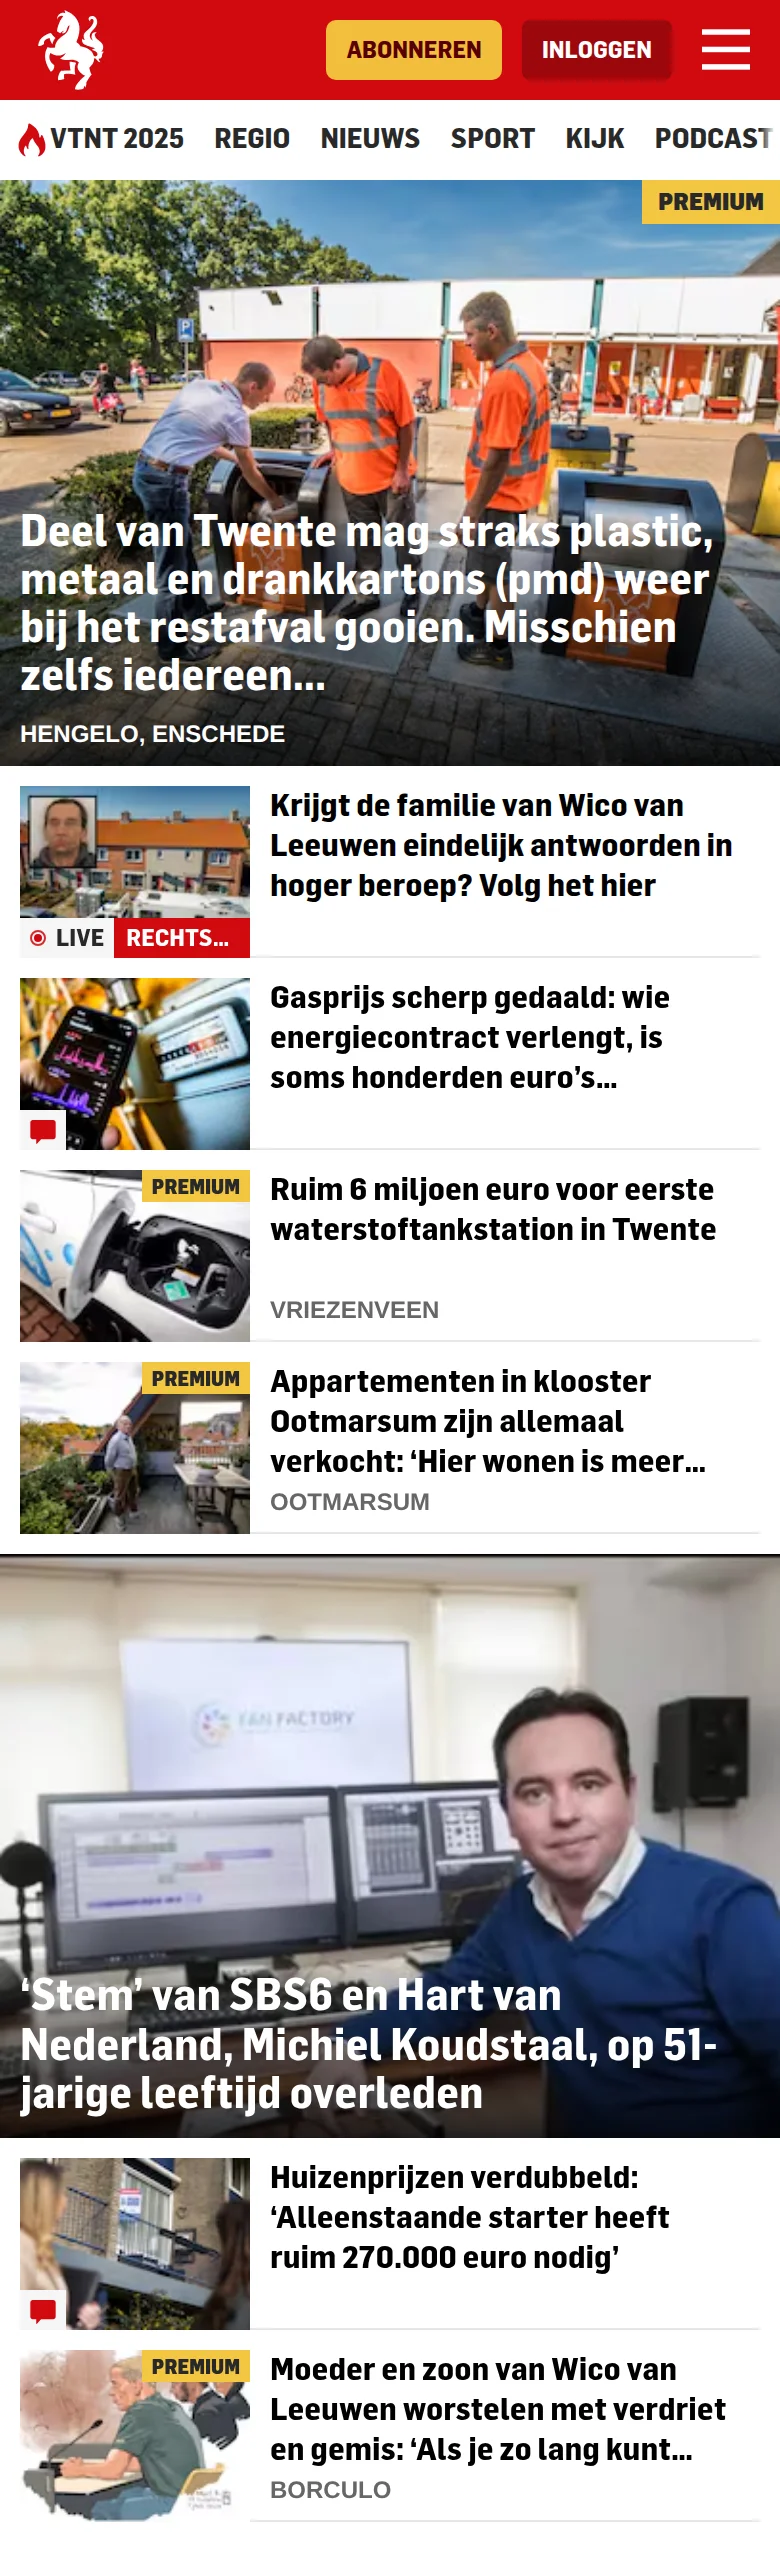 ABONNEREN
INLOGGEN
VTNT 2025 REGIO NIEUWS SPORT KIJK PODCAST
PREMIUM
P
Deel van Twente mag straks plastic,
metaal en drankkartons (pmd) weer
bij het restafval gooien. Misschien
zelfs iedereen...
HENGELO, ENSCHEDE
Krijgt de familie van Wico van
Leeuwen eindelijk antwoorden in
hoger beroep? Volg het hier
LIVE RECHTS...
Gasprijs scherp gedaald: wie
energiecontract verlengt, is
soms honderden euro’s...
PREMIUM
Ruim 6 miljoen euro voor eerste
waterstoftankstation in Twente
VRIEZENVEEN
PREMIUM
Appartementen in klooster
Ootmarsum zijn allemaal
verkocht: ‘Hier wonen is meer...
OOTMARSUM
FAN FACTORY
‘Stem’ van SBS6 en Hart van
Nederland, Michiel Koudstaal, op 51-
jarige leeftijd overleden
Huizenprijzen verdubbeld:
‘Alleenstaande starter heeft
ruim 270.000 euro nodig’
PREMIUM
Moeder en zoon van Wico van
Leeuwen worstelen met verdriet
en gemis: ‘Als je zo lang kunt...
BORCULO